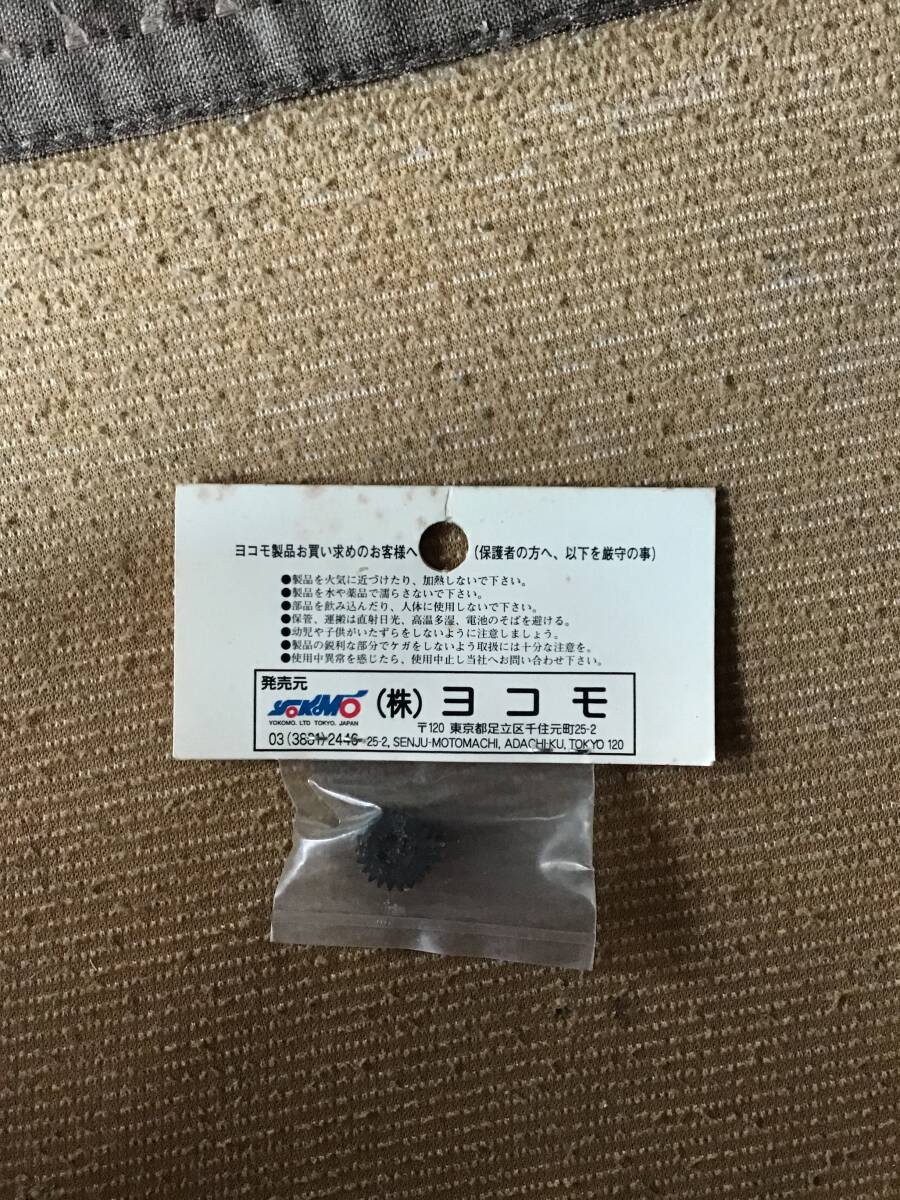 ヨコモ製品お買い求めのお客様へ (保護者の方へ、以下を厳守の事)
●製品を火気に近づけたり、加熱しないで下さい。
●製品を水や薬品で濡らさないで下さい。
●部品を飲み込んだり、人体に使用しないで下さい。
●保管、運搬は直射日光、高温多湿、電池のそばを避ける。
●幼児や子供がいたずらをしないように注意しましょう。
●製品の鋭利な部分でケガをしないよう取扱には十分な注意を。
●使用中異常を感じたら、使用中止し当社へお問い合わせ下さい。
発売元
YOKOMO (株) ヨコモ
YOKOMO. LTD TOKYO. JAPAN
〒120 東京都足立区千住元町25-2
03 25-2, SENJU-MOTOMACHI, ADACHI-KU, TOKYO 120